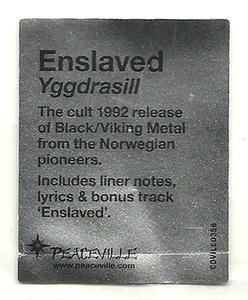 Enslaved
Yggdrasill
The cult 1992 release
of Black/Viking Metal
from the Norwegian
pioneers.
Includes liner notes,
lyrics & bonus track
‘Enslaved’.
PEACEVILLE
www.peaceville.com
CDVILED356